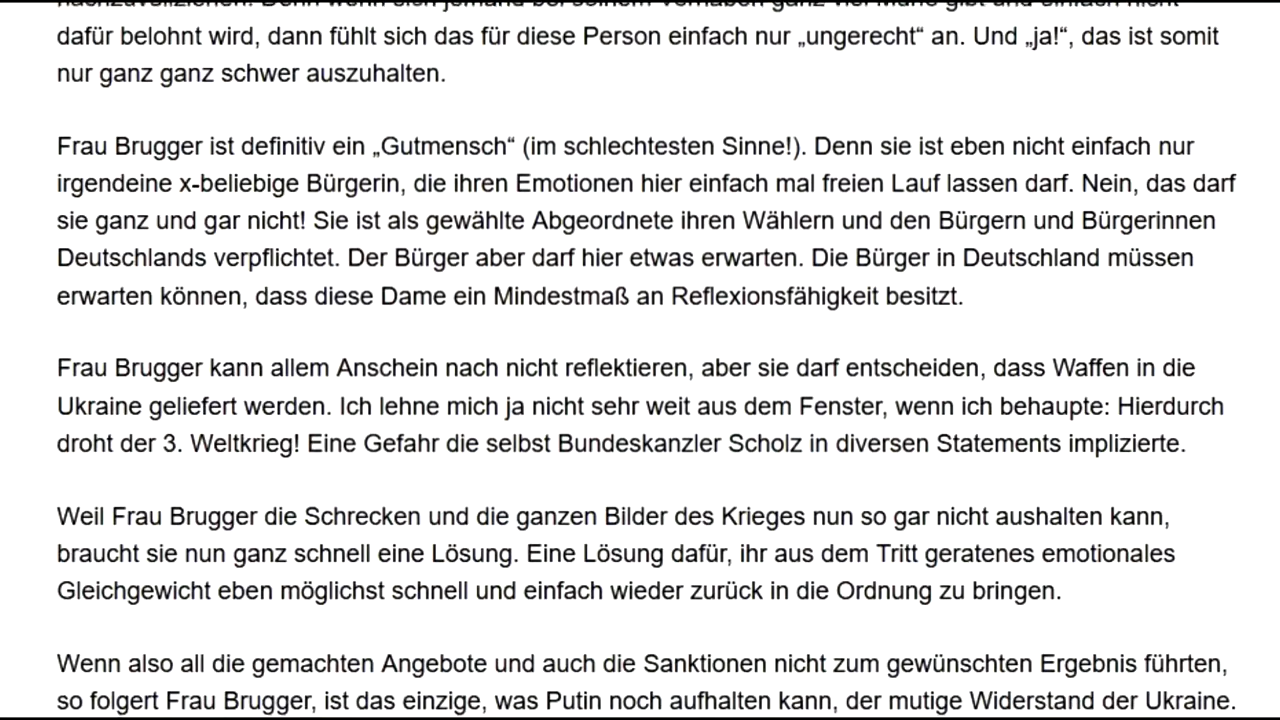 dafür belohnt wird, dann fühlt sich das für diese Person einfach nur „ungerecht“ an. Und „ja!“, das ist somit
nur ganz ganz schwer auszuhalten.
Frau Brugger ist definitiv ein „Gutmensch“ (im schlechtesten Sinne!). Denn sie ist eben nicht einfach nur
irgendeine x-beliebige Bürgerin, die ihren Emotionen hier einfach mal freien Lauf lassen darf. Nein, das darf
sie ganz und gar nicht! Sie ist als gewählte Abgeordnete ihren Wählern und den Bürgern und Bürgerinnen
Deutschlands verpflichtet. Der Bürger aber darf hier etwas erwarten. Die Bürger in Deutschland müssen
erwarten können, dass diese Dame ein Mindestmaß an Reflexionsfähigkeit besitzt.
Frau Brugger kann allem Anschein nach nicht reflektieren, aber sie darf entscheiden, dass Waffen in die
Ukraine geliefert werden. Ich lehne mich ja nicht sehr weit aus dem Fenster, wenn ich behaupte: Hierdurch
droht der 3. Weltkrieg! Eine Gefahr die selbst Bundeskanzler Scholz in diversen Statements implizierte.
Weil Frau Brugger die Schrecken und die ganzen Bilder des Krieges nun so gar nicht aushalten kann,
braucht sie nun ganz schnell eine Lösung. Eine Lösung dafür, ihr aus dem Tritt geratenes emotionales
Gleichgewicht eben möglichst schnell und einfach wieder zurück in die Ordnung zu bringen.
Wenn also all die gemachten Angebote und auch die Sanktionen nicht zum gewünschten Ergebnis führten,
so folgert Frau Brugger, ist das einzige, was Putin noch aufhalten kann, der mutige Widerstand der Ukraine.